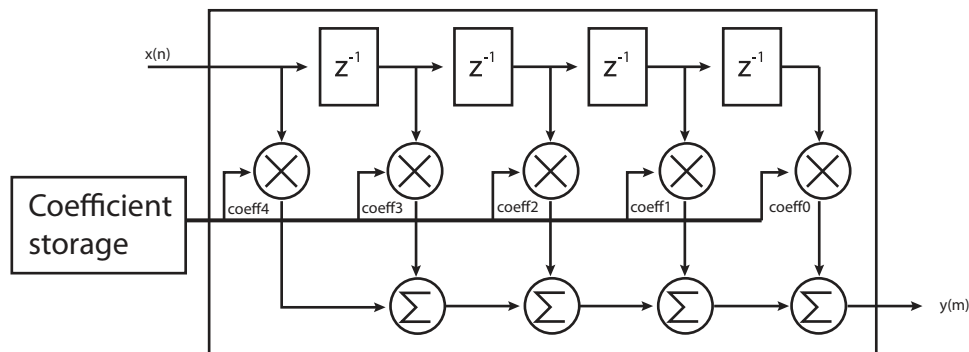 x(n)
z⁻¹
z⁻¹
z⁻¹
z⁻¹
Coefficient
storage
coeff4
coeff3
coeff2
coeff1
coeff0
Σ
Σ
Σ
Σ
y(m)